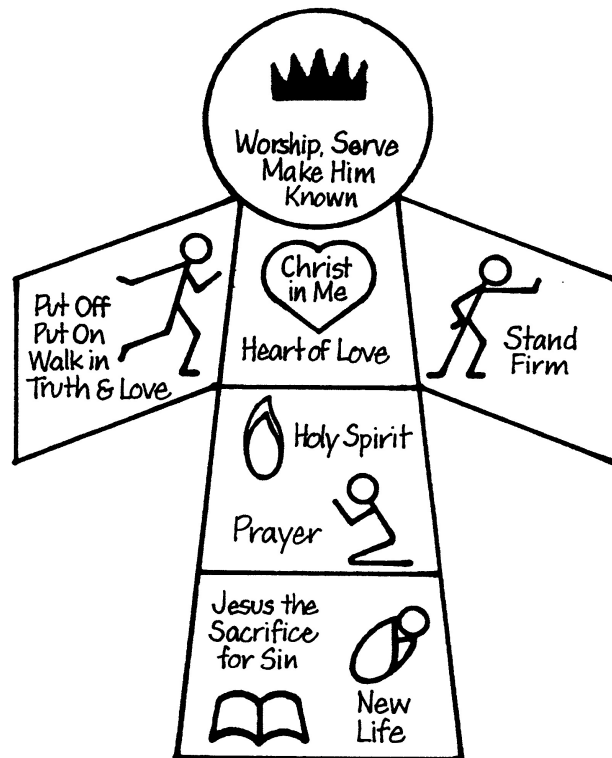 Worship, Serve
Make Him
Known
Put Off
Put On
Walk in
Truth & Love
Christ
in Me
Heart of Love
Stand
Firm
Holy Spirit
Prayer
Jesus the
Sacrifice
for Sin
New
Life